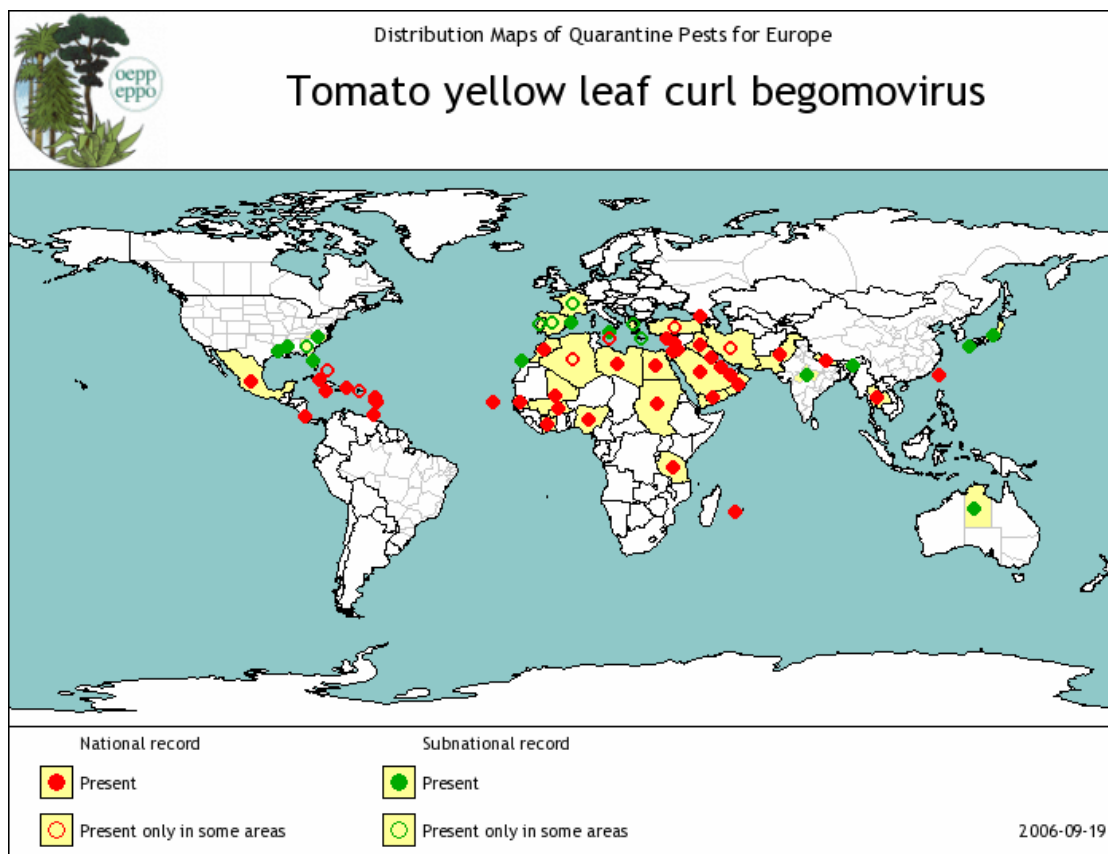 oepp
eppo
Distribution Maps of Quarantine Pests for Europe
Tomato yellow leaf curl begomovirus
National record
Subnational record
Present
Present
Present only in some areas
Present only in some areas
2006-09-19